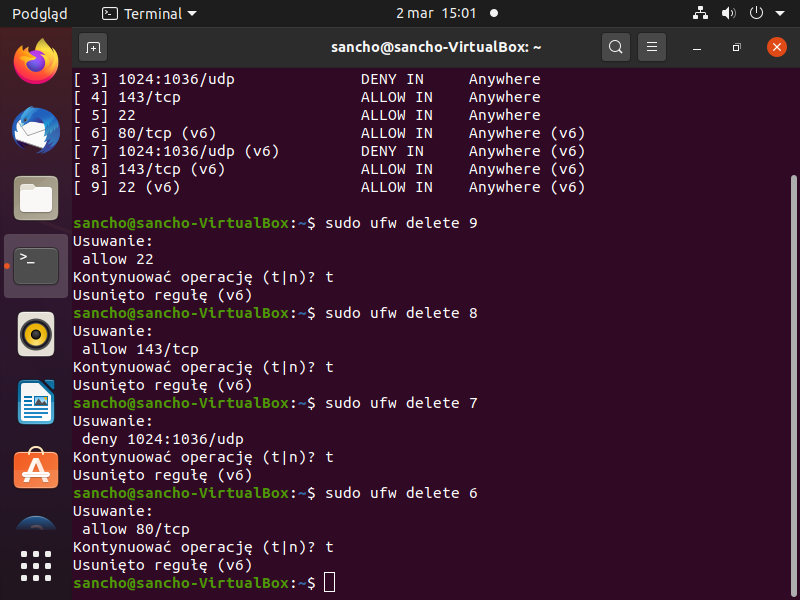 Podgląd
Terminal
2 mar 15:01
sancho@sancho-VirtualBox: ~
[ 3] 1024:1036/udp DENY IN Anywhere
[ 4] 143/tcp ALLOW IN Anywhere
[ 5] 22 ALLOW IN Anywhere
[ 6] 80/tcp (v6) ALLOW IN Anywhere (v6)
[ 7] 1024:1036/udp (v6) DENY IN Anywhere (v6)
[ 8] 143/tcp (v6) ALLOW IN Anywhere (v6)
[ 9] 22 (v6) ALLOW IN Anywhere (v6)
sancho@sancho-VirtualBox:~$ sudo ufw delete 9
Usuwanie:
allow 22
Kontynuować operację (t|n)? t
Usunięto regułę (v6)
sancho@sancho-VirtualBox:~$ sudo ufw delete 8
Usuwanie:
allow 143/tcp
Kontynuować operację (t|n)? t
Usunięto regułę (v6)
sancho@sancho-VirtualBox:~$ sudo ufw delete 7
Usuwanie:
deny 1024:1036/udp
Kontynuować operację (t|n)? t
Usunięto regułę (v6)
sancho@sancho-VirtualBox:~$ sudo ufw delete 6
Usuwanie:
allow 80/tcp
Kontynuować operację (t|n)? t
Usunięto regułę (v6)
sancho@sancho-VirtualBox:~$